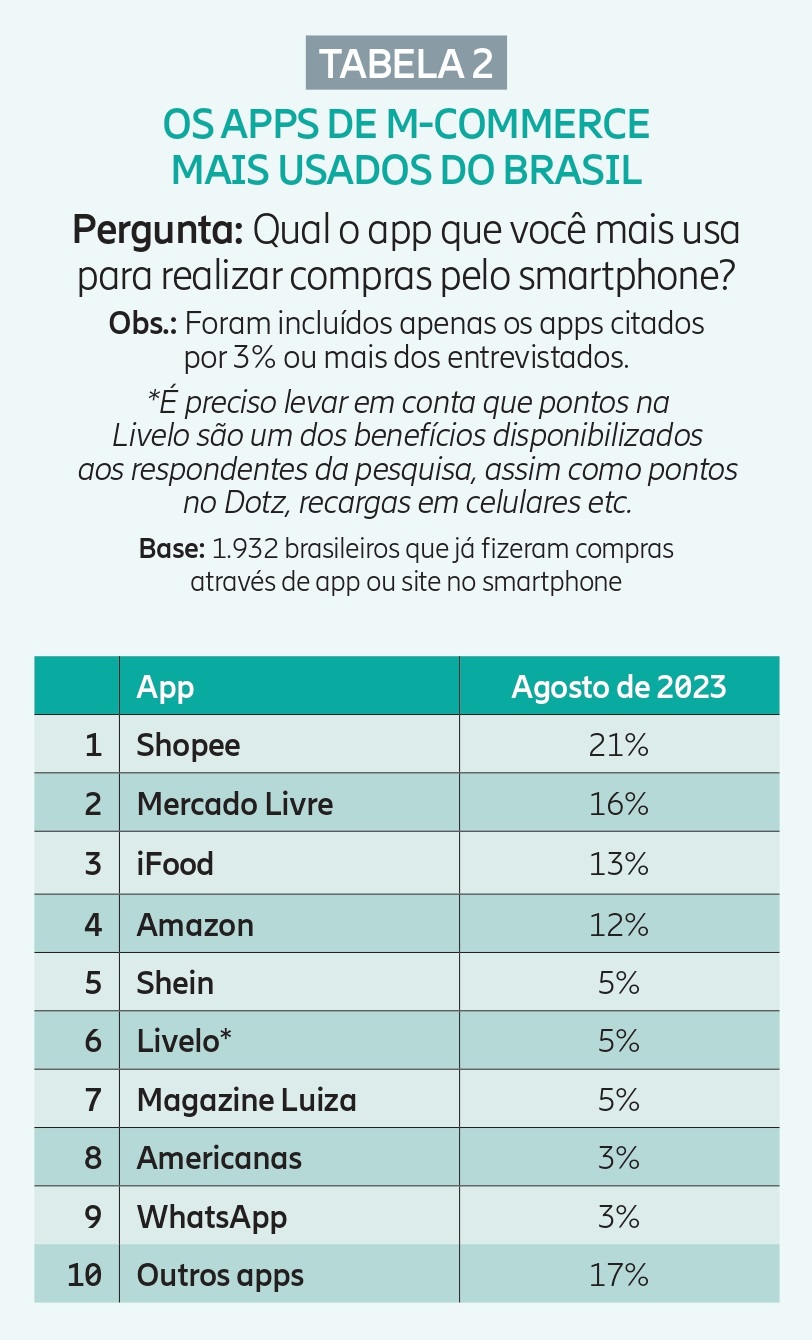 TABELA 2
OS APPS DE M-COMMERCE
MAIS USADOS DO BRASIL
Pergunta: Qual o app que você mais usa
para realizar compras pelo smartphone?
Obs.: Foram incluídos apenas os apps citados
por 3% ou mais dos entrevistados.
*É preciso levar em conta que pontos na
Livelo são um dos benefícios disponibilizados
aos respondentes da pesquisa, assim como pontos
no Dotz, recargas em celulares etc.
Base: 1.932 brasileiros que já fizeram compras
através de app ou site no smartphone
App Agosto de 2023
1 Shopee 21%
2 Mercado Livre 16%
3 iFood 13%
4 Amazon 12%
5 Shein 5%
6 Livelo* 5%
7 Magazine Luiza 5%
8 Americanas 3%
9 WhatsApp 3%
10 Outros apps 17%